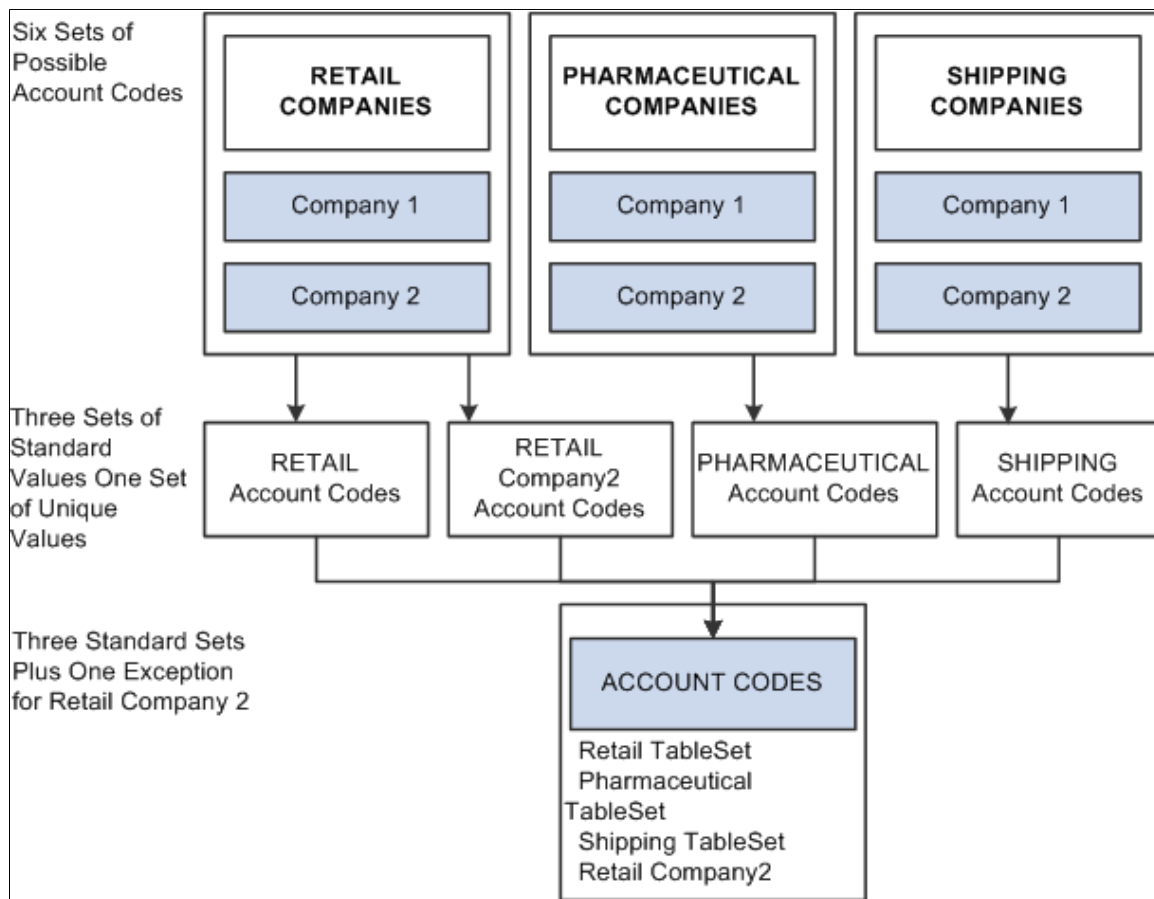 Six Sets of
Possible
Account Codes
RETAIL
COMPANIES
Company 1
Company 2
PHARMACEUTICAL
COMPANIES
Company 1
Company 2
SHIPPING
COMPANIES
Company 1
Company 2
Three Sets of
Standard
Values One Set
of Unique
Values
RETAIL
Account Codes
RETAIL
Company2
Account Codes
PHARMACEUTICAL
Account Codes
SHIPPING
Account Codes
Three Standard Sets
Plus One Exception
for Retail Company 2
ACCOUNT CODES
Retail TableSet
Pharmaceutical
TableSet
Shipping TableSet
Retail Company2